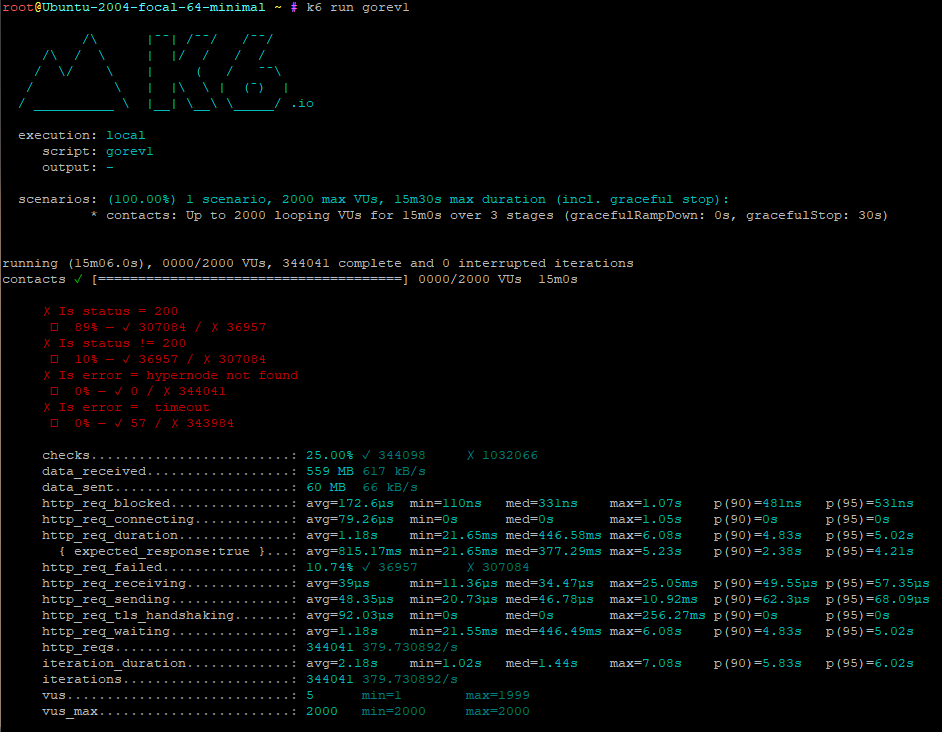 root@Ubuntu-2004-focal-64-minimal ~ # k6 run gorev1
.io
execution: local
script: gorev1
output: -
scenarios: (100.00%) 1 scenario, 2000 max VUs, 15m30s max duration (incl. graceful stop):
* contacts: Up to 2000 looping VUs for 15m0s over 3 stages (gracefulRampDown: 0s, gracefulStop: 30s)
running (15m06.0s), 0000/2000 VUs, 344041 complete and 0 interrupted iterations
contacts ✓ [======================================] 0000/2000 VUs  15m0s
✗ Is status = 200
89% — ✓ 307084 / ✗ 36957
✗ Is status != 200
10% — ✓ 36957 / ✗ 307084
✗ Is error = hypernode not found
0% — ✓ 0 / ✗ 344041
✗ Is error =  timeout
0% — ✓ 57 / ✗ 343984
checks.........................: 25.00% ✓ 344098     ✗ 1032066
data_received..................: 559 MB 617 kB/s
data_sent......................: 60 MB  66 kB/s
http_req_blocked...............: avg=172.6µs  min=110ns   med=331ns    max=1.07s    p(90)=481ns   p(95)=531ns
http_req_connecting............: avg=79.26µs  min=0s      med=0s       max=1.05s    p(90)=0s      p(95)=0s
http_req_duration..............: avg=1.18s    min=21.65ms med=446.58ms max=6.08s    p(90)=4.83s   p(95)=5.02s
{ expected_response:true }...: avg=815.17ms min=21.65ms med=377.29ms max=5.23s    p(90)=2.38s   p(95)=4.21s
http_req_failed................: 10.74% ✓ 36957      ✗ 307084
http_req_receiving.............: avg=39µs     min=11.36µs med=34.47µs  max=25.05ms  p(90)=49.55µs p(95)=57.35µs
http_req_sending...............: avg=48.35µs  min=20.73µs med=46.78µs  max=10.92ms  p(90)=62.3µs  p(95)=68.09µs
http_req_tls_handshaking.......: avg=92.03µs  min=0s      med=0s       max=256.27ms p(90)=0s      p(95)=0s
http_req_waiting...............: avg=1.18s    min=21.55ms med=446.49ms max=6.08s    p(90)=4.83s   p(95)=5.02s
http_reqs......................: 344041 379.730892/s
iteration_duration.............: avg=2.18s    min=1.02s   med=1.44s    max=7.08s    p(90)=5.83s   p(95)=6.02s
iterations.....................: 344041 379.730892/s
vus............................: 5      min=1        max=1999
vus_max........................: 2000   min=2000     max=2000